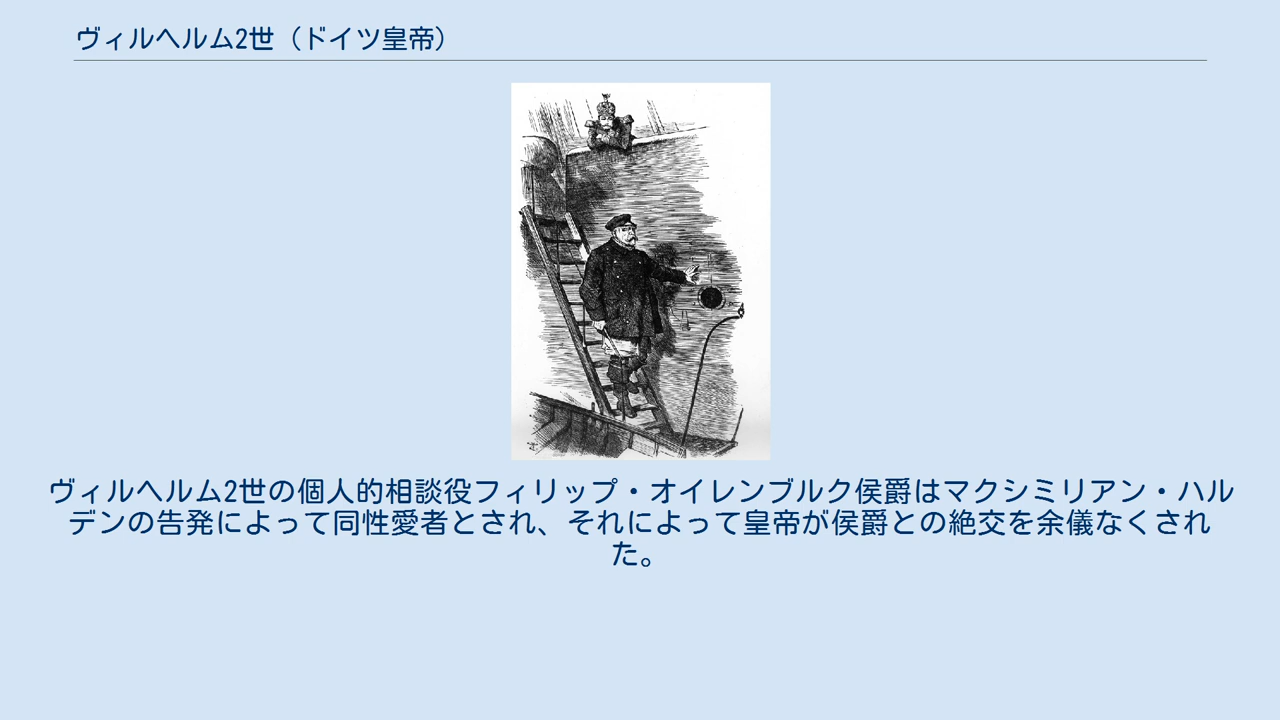 ヴィルヘルム2世（ドイツ皇帝）
ヴィルヘルム2世の個人的相談役フィリップ・オイレンブルク侯爵はマクシミリアン・ハル
デンの告発によって同性愛者とされ、それによって皇帝が侯爵との絶交を余儀なくされ
た。